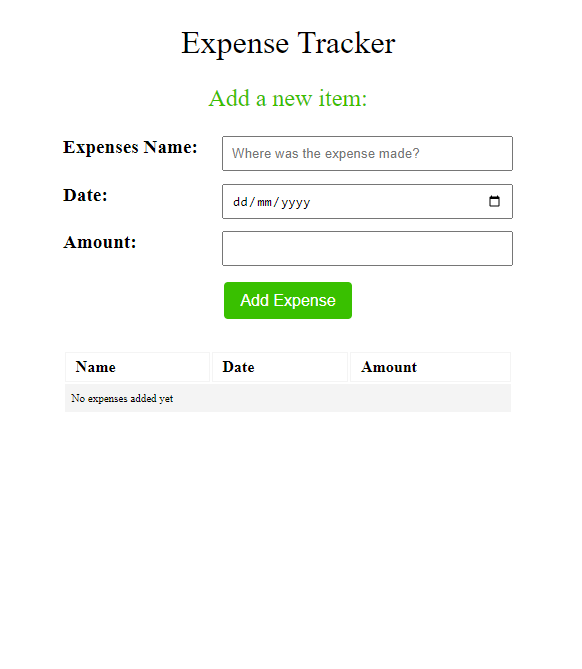 Expense Tracker
Add a new item:
Expenses Name: Where was the expense made?
Date: dd/mm/yyyy
Amount:
Add Expense
Name Date Amount
No expenses added yet